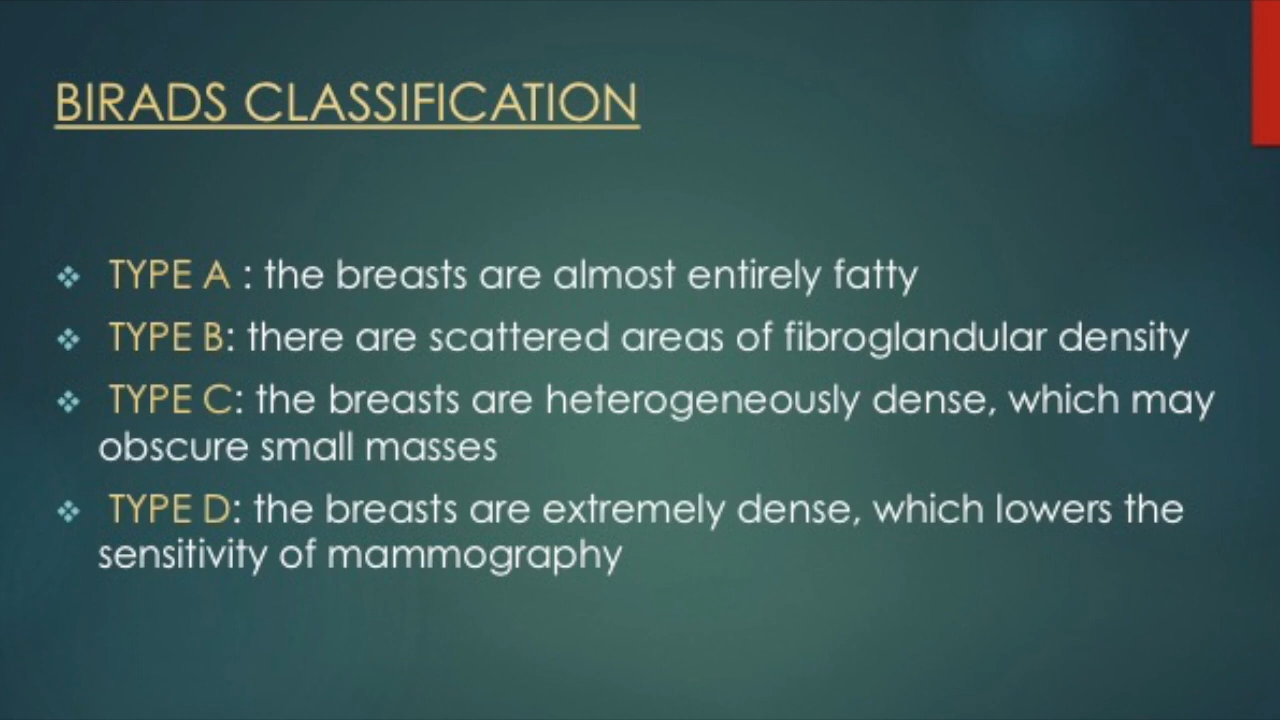 BIRADS CLASSIFICATION
❖ TYPE A : the breasts are almost entirely fatty
❖ TYPE B: there are scattered areas of fibroglandular density
❖ TYPE C: the breasts are heterogeneously dense, which may
obscure small masses
❖ TYPE D: the breasts are extremely dense, which lowers the
sensitivity of mammography